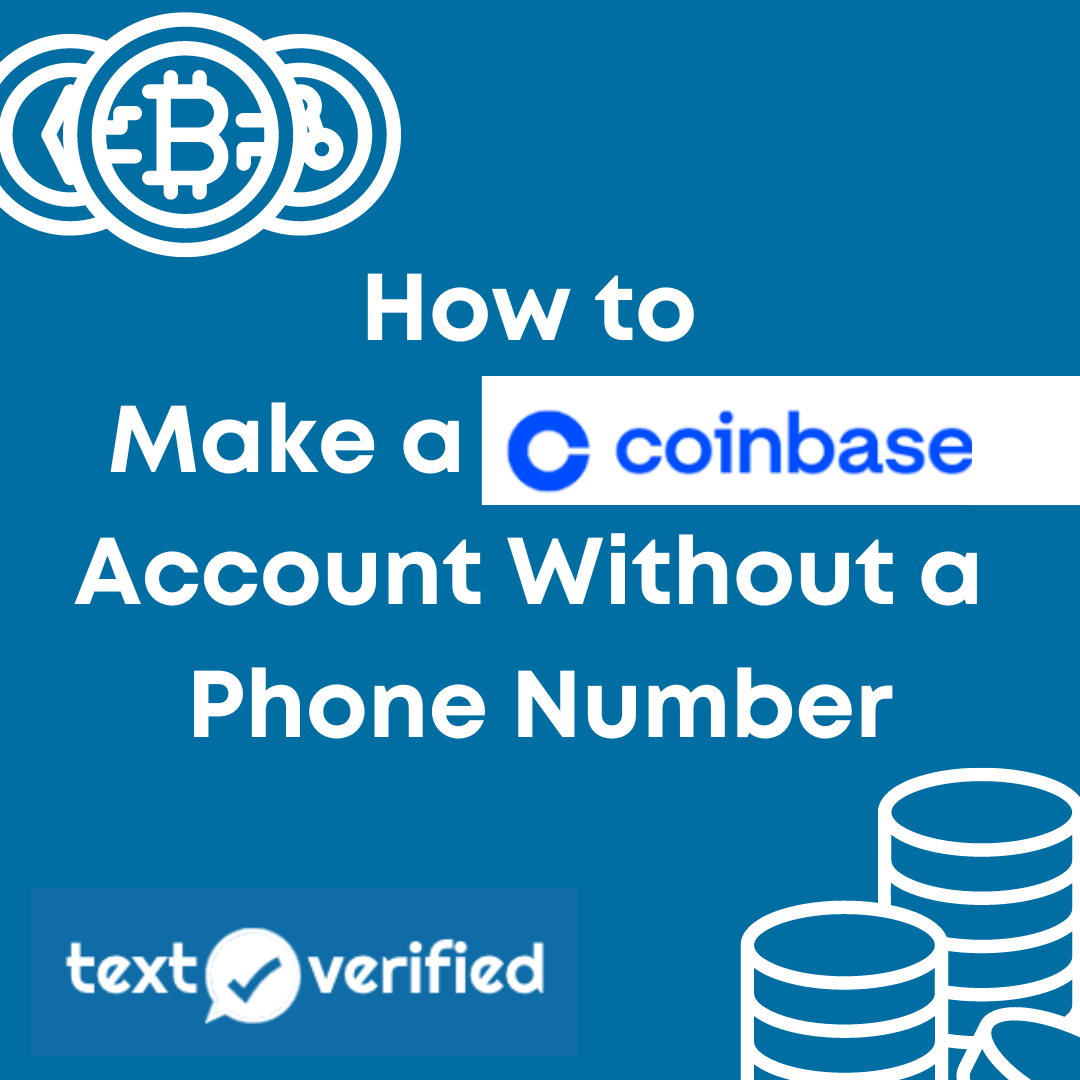 How to
Make a coinbase
Account Without a
Phone Number
text verified